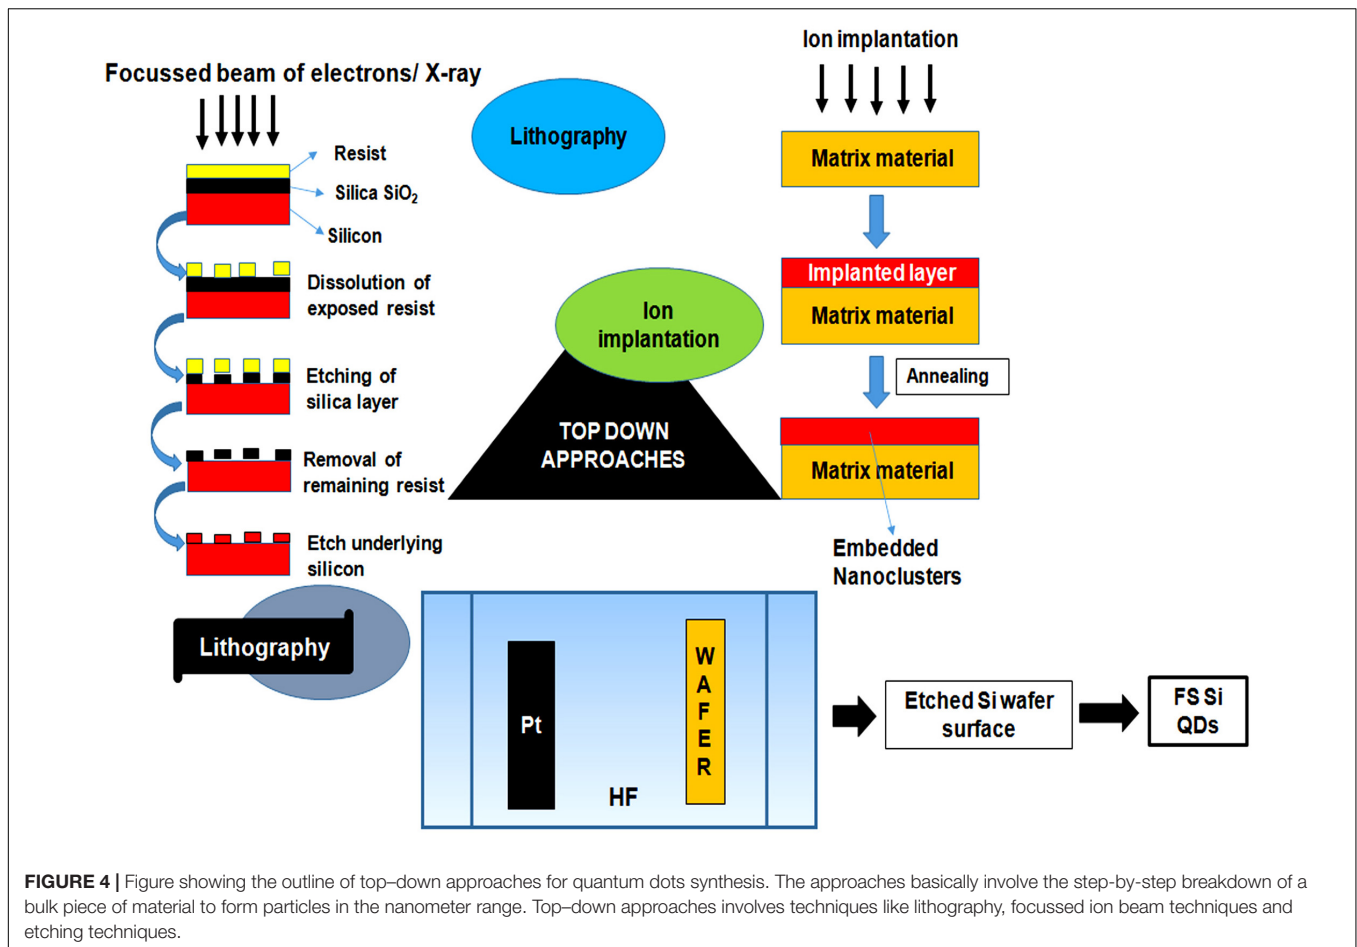 Focussed beam of electrons/ X-ray
Resist
Silica SiO₂
Silicon
Dissolution of
exposed resist
Etching of
silica layer
Removal of
remaining resist
Etch underlying
silicon
Lithography
Lithography
Ion
implantation
TOP DOWN
APPROACHES
Ion implantation
Matrix material
Implanted layer
Matrix material
Annealing
Matrix material
Embedded
Nanoclusters
Pt
HF
W
A
F
E
R
Etched Si wafer
surface
FS Si
QDs
FIGURE 4 | Figure showing the outline of top–down approaches for quantum dots synthesis. The approaches basically involve the step-by-step breakdown of a
bulk piece of material to form particles in the nanometer range. Top–down approaches involves techniques like lithography, focussed ion beam techniques and
etching techniques.